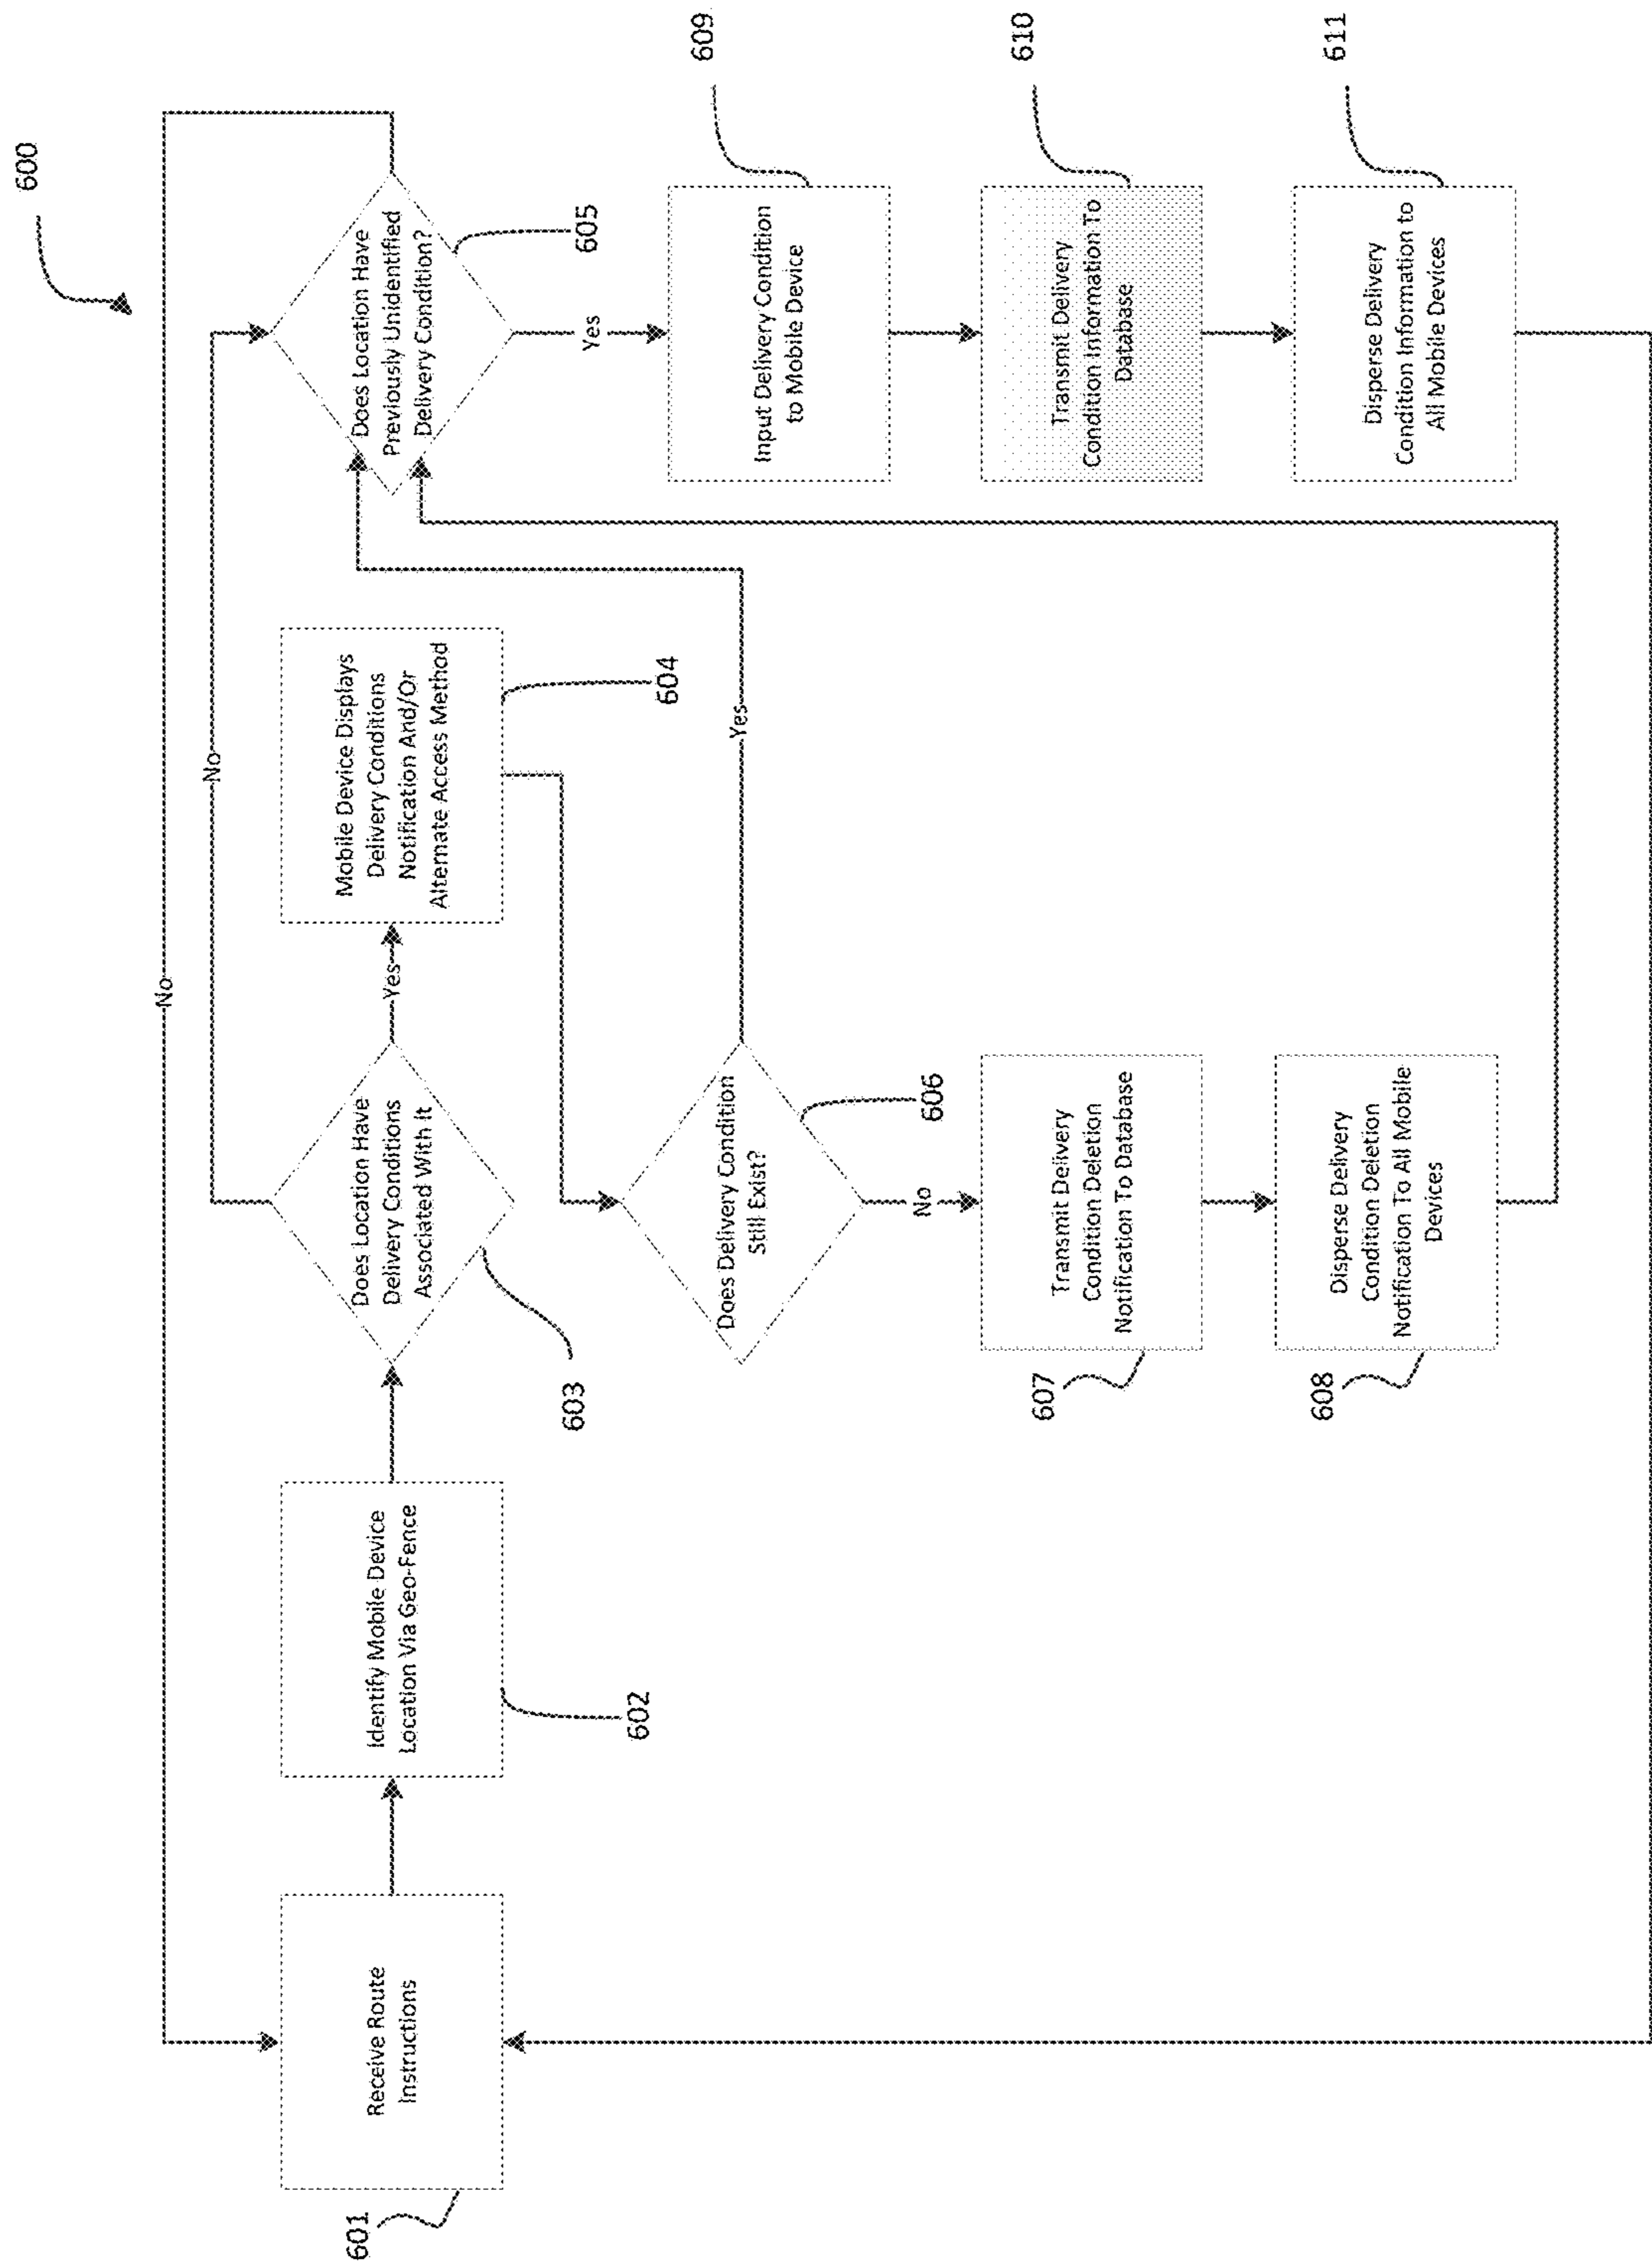 600
No
No
Receive Route
Instructions
601
Identify Mobile Device
Location Via Geo-Fence
602
Does Location Have
Delivery Conditions
Associated With It
603
Yes
Mobile Device Displays
Delivery Conditions
Notification And/Or
Alternate Access Method
604
Does Location Have
Previously Unidentified
Delivery Condition?
605
Yes
Does Delivery Condition
Still Exist?
606
Yes
No
Input Delivery Condition
to Mobile Device
609
Transmit Delivery
Condition Deletion
Notification To Database
607
Transmit Delivery
Condition Information To
Database
610
Disperse Delivery
Condition Deletion
Notification To All Mobile
Devices
608
Disperse Delivery
Condition Information to
All Mobile Devices
611